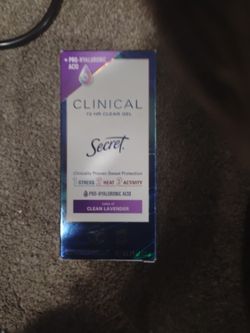 + PRO-HYALURONIC
ACID
CLINICAL
72 HR CLEAR GEL
Secret
Clinically Proven Sweat Protection
STRESS HEAT ACTIVITY
PRO-HYALURONIC ACID
CLEAN LAVENDER